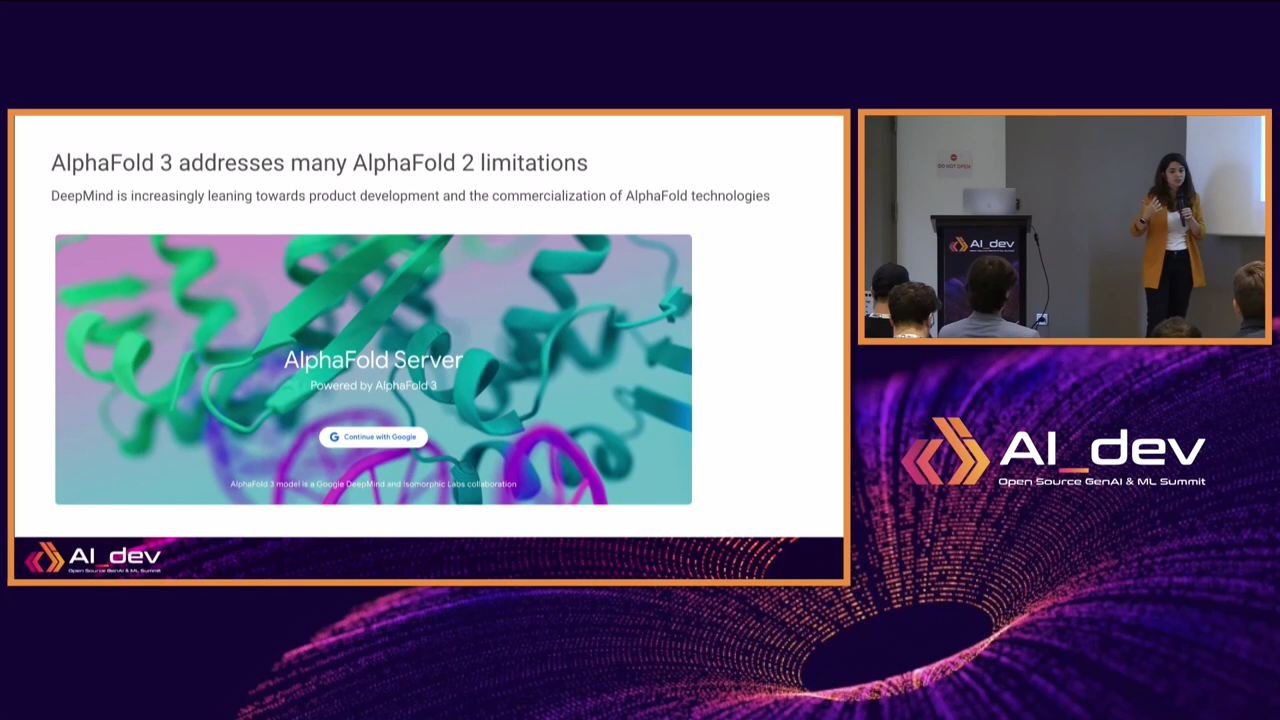 AlphaFold 3 addresses many AlphaFold 2 limitations
DeepMind is increasingly leaning towards product development and the commercialization of AlphaFold technologies
AlphaFold Server
Powered by AlphaFold 3
G Continue with Google
AlphaFold 3 model is a Google DeepMind and Isomorphic Labs collaboration
AI_dev
Open Source GenAI & ML Summit
DO NOT OPEN
AI_dev
AI_dev
Open Source GenAI & ML Summit